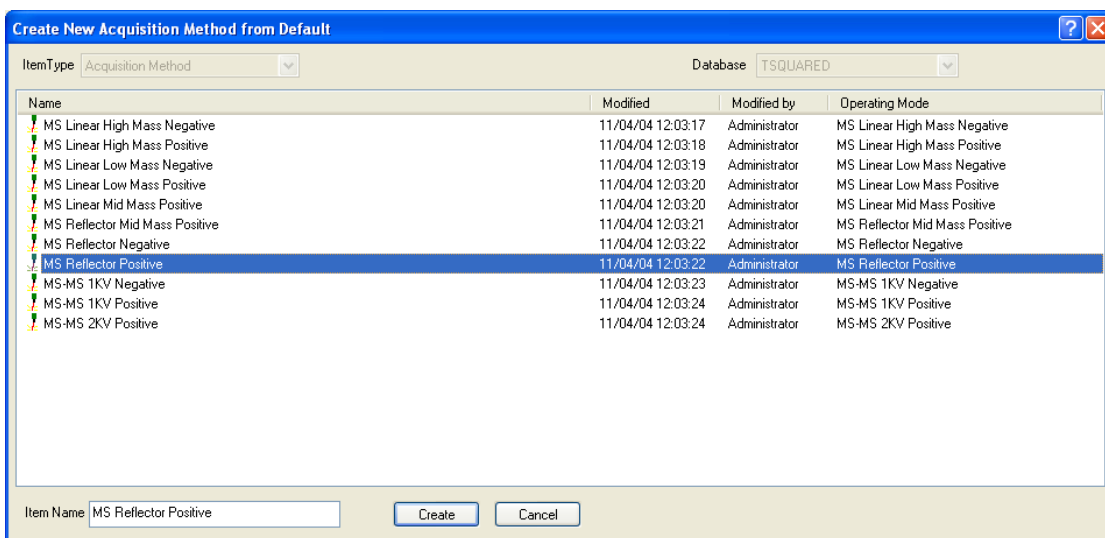 Create New Acquisition Method from Default
ItemType Acquisition Method Database TSQUARED
Name Modified Modified by Operating Mode
MS Linear High Mass Negative 11/04/04 12:03:17 Administrator MS Linear High Mass Negative
MS Linear High Mass Positive 11/04/04 12:03:18 Administrator MS Linear High Mass Positive
MS Linear Low Mass Negative 11/04/04 12:03:19 Administrator MS Linear Low Mass Negative
MS Linear Low Mass Positive 11/04/04 12:03:20 Administrator MS Linear Low Mass Positive
MS Linear Mid Mass Positive 11/04/04 12:03:20 Administrator MS Linear Mid Mass Positive
MS Reflector Mid Mass Positive 11/04/04 12:03:21 Administrator MS Reflector Mid Mass Positive
MS Reflector Negative 11/04/04 12:03:22 Administrator MS Reflector Negative
MS Reflector Positive 11/04/04 12:03:22 Administrator MS Reflector Positive
MS-MS 1KV Negative 11/04/04 12:03:23 Administrator MS-MS 1KV Negative
MS-MS 1KV Positive 11/04/04 12:03:24 Administrator MS-MS 1KV Positive
MS-MS 2KV Positive 11/04/04 12:03:24 Administrator MS-MS 2KV Positive
Item Name MS Reflector Positive Create Cancel